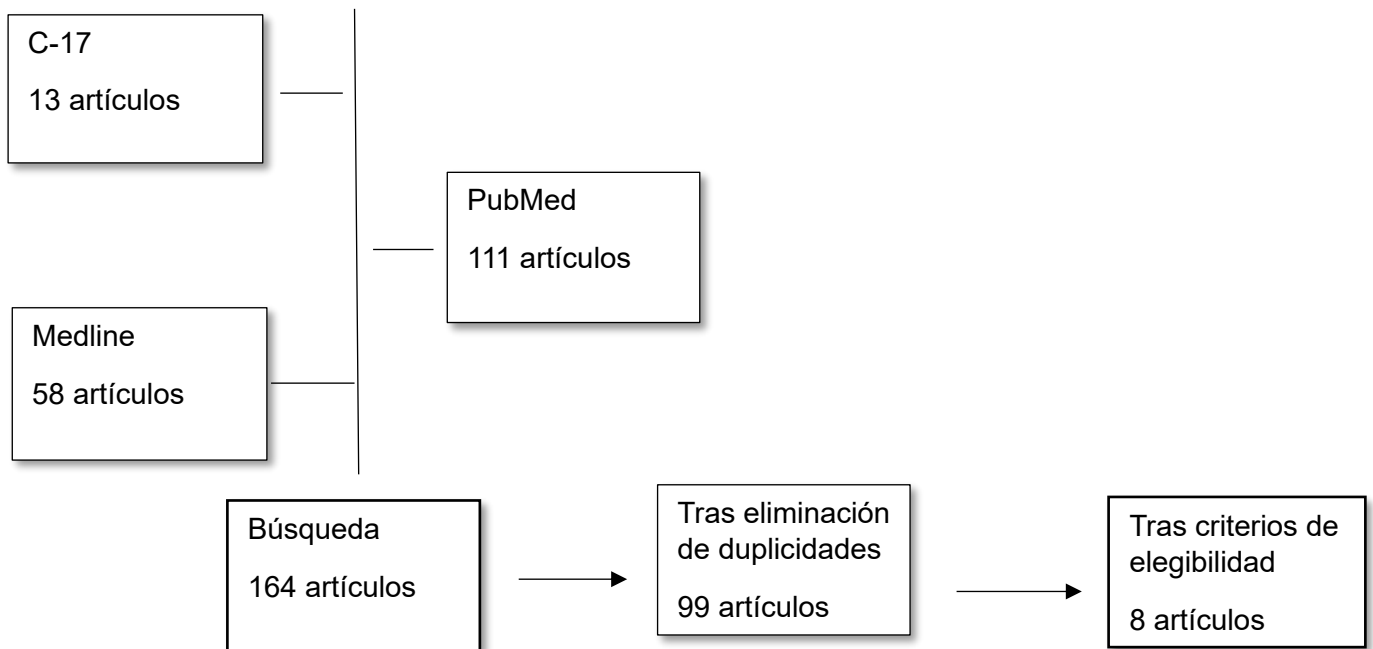 C-17
13 artículos
PubMed
111 artículos
Medline
58 artículos
Búsqueda
164 artículos
Tras eliminación
de duplicidades
99 artículos
Tras criterios de
elegibilidad
8 artículos